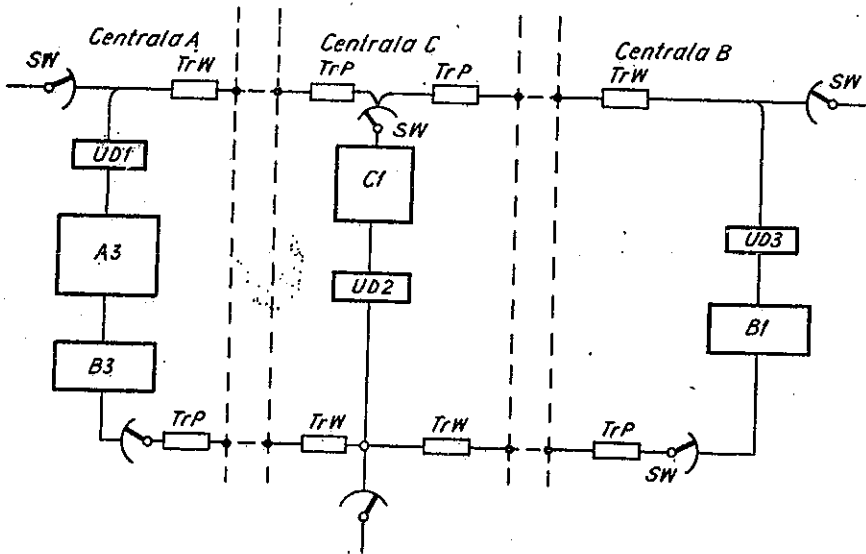 Centrala A
Centrala C
Centrala B
SW
TrW
TrP
TrP
TrW
SW
SW
UD1
C1
A3
UD3
UD2
B1
B3
TrP
TrW
TrW
TrP
SW